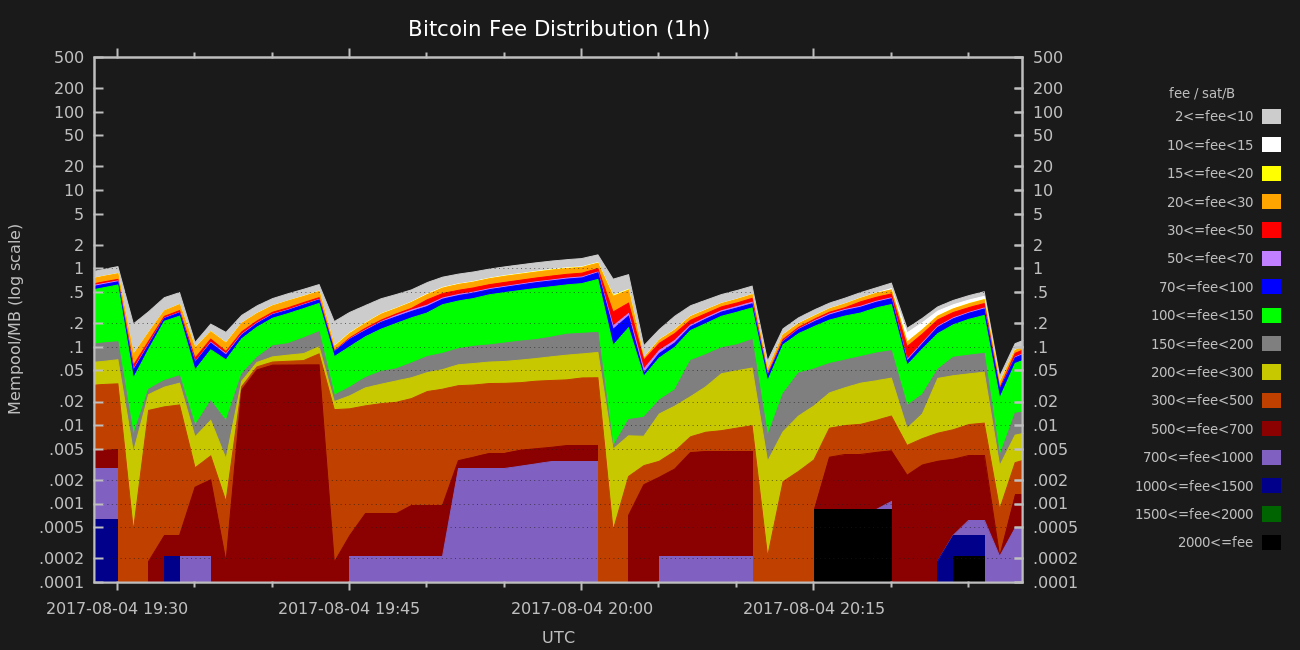 Bitcoin Fee Distribution (1h)
500 500
200 200
100 100
50 50
20 20
10 10
5 5
2 2
1 1
.5 .5
.2 .2
.1 .1
.05 .05
.02 .02
.01 .01
.005 .005
.002 .002
.001 .001
.0005 .0005
.0002 .0002
.0001 .0001
Mempool/MB (log scale)
2017-08-04 19:30 2017-08-04 19:45 2017-08-04 20:00 2017-08-04 20:15
UTC
fee / sat/B
2<=fee<10
10<=fee<15
15<=fee<20
20<=fee<30
30<=fee<50
50<=fee<70
70<=fee<100
100<=fee<150
150<=fee<200
200<=fee<300
300<=fee<500
500<=fee<700
700<=fee<1000
1000<=fee<1500
1500<=fee<2000
2000<=fee